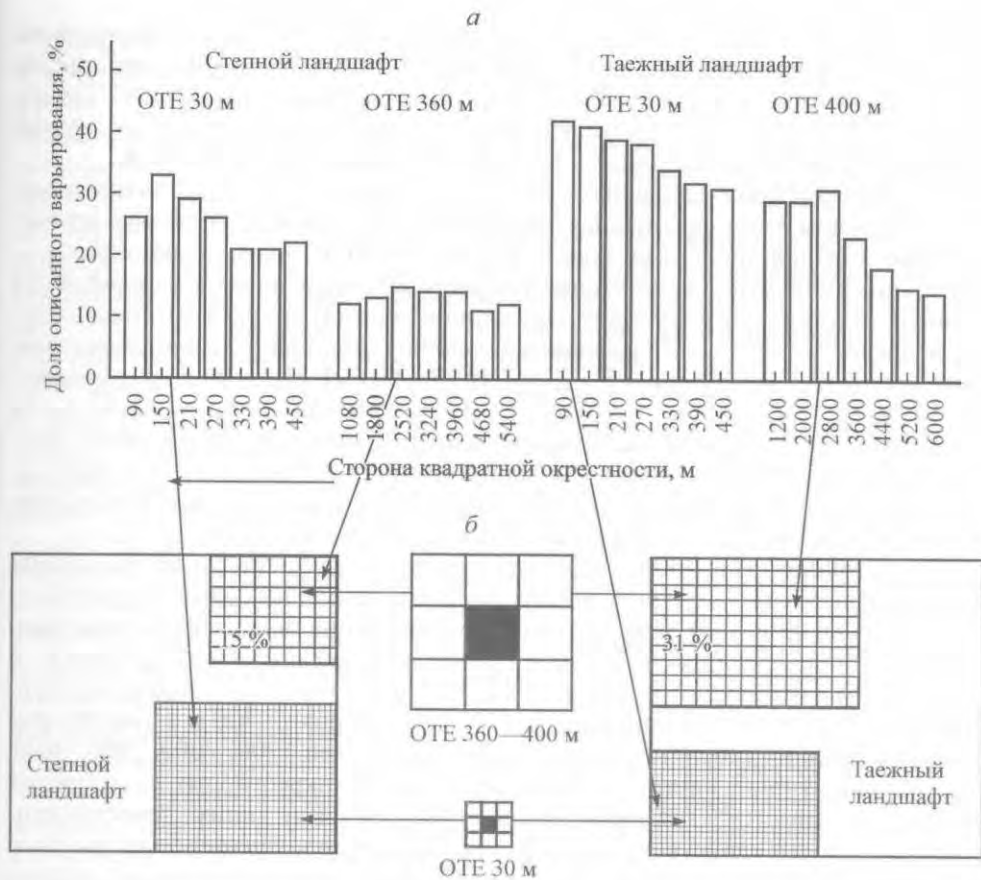 а
Доля описанного варьирования, %
50
40
30
20
10
0
Степной ландшафт
Таежный ландшафт
ОТЕ 30 м
ОТЕ 360 м
ОТЕ 30 м
ОТЕ 400 м
90
150
210
270
330
390
450
1080
1800
2520
3240
3960
4680
5400
90
150
210
270
330
390
450
1200
2000
2800
3600
4400
5200
6000
Сторона квадратной окрестности, м
б
15 %
31 %
ОТЕ 360—400 м
Степной
ландшафт
Таежный
ландшафт
ОТЕ 30 м